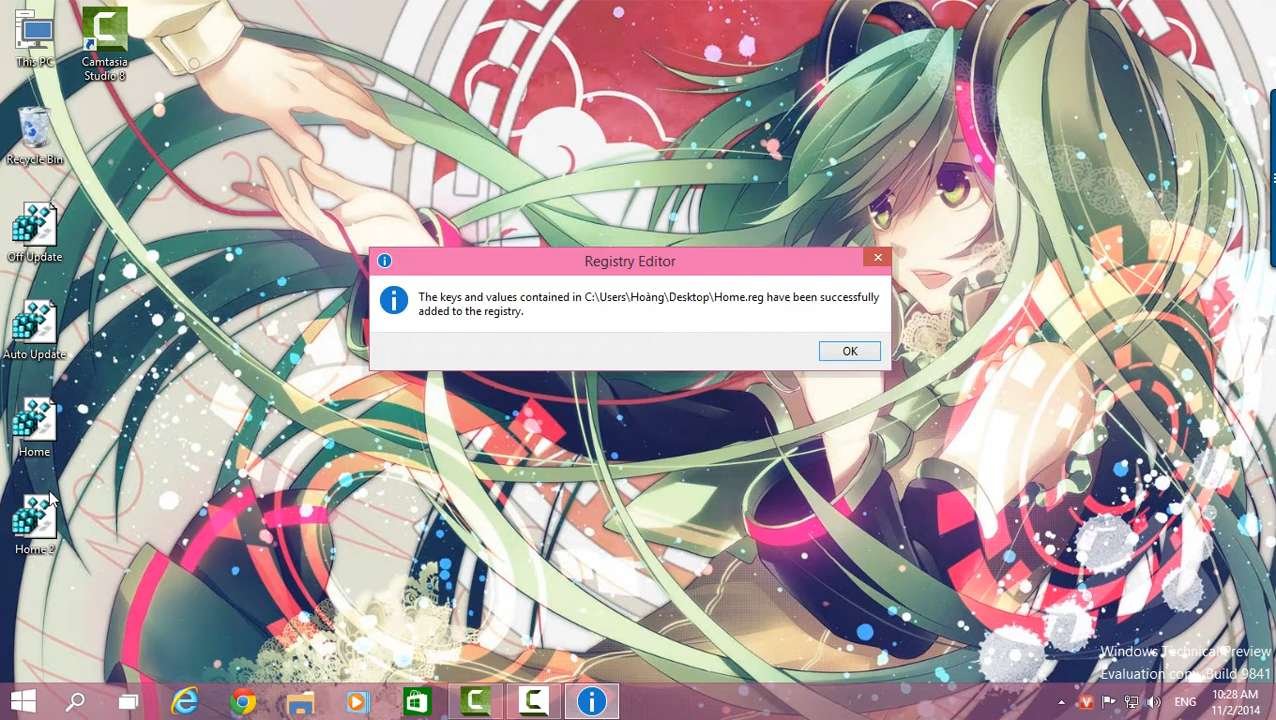 This PC
Camtasia
Studio 8
Recycle Bin
Off Update
Auto Update
Home
Home 2
Registry Editor
The keys and values contained in C:\Users\Hoàng\Desktop\Home.reg have been successfully
added to the registry.
OK
Windows Technical Preview
Evaluation copy. Build 9841
ENG
10:28 AM
11/2/2014